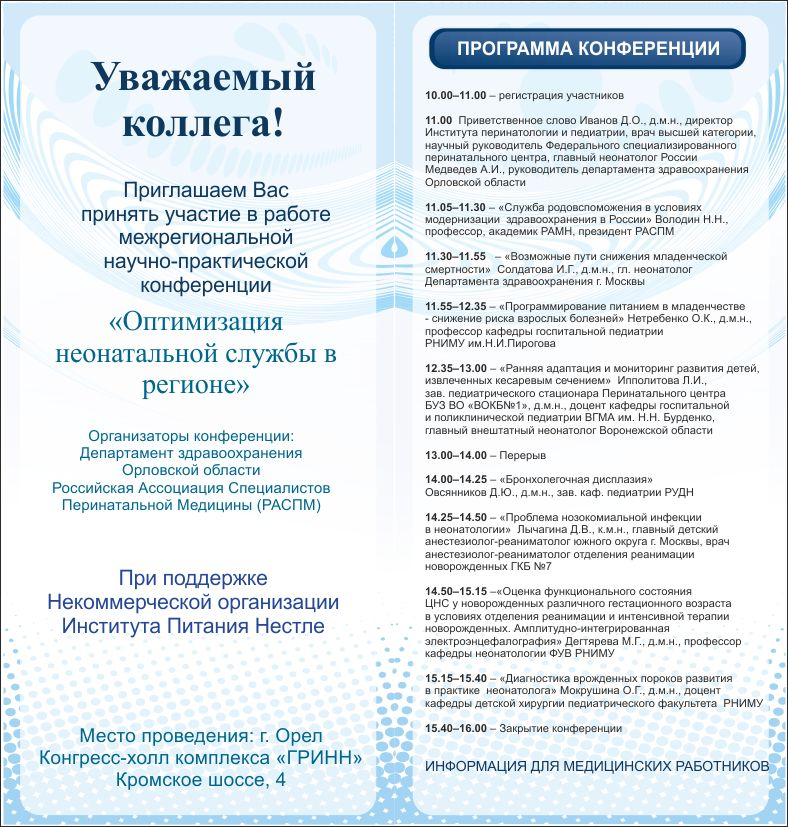 Уважаемый
коллега!
Приглашаем Вас
принять участие в работе
межрегиональной
научно-практической
конференции
«Оптимизация
неонатальной службы в
регионе»
Организаторы конференции:
Департамент здравоохранения
Орловской области
Российская Ассоциация Специалистов
Перинатальной Медицины (РАСПМ)
При поддержке
Некоммерческой организации
Института Питания Нестле
Место проведения: г. Орел
Конгресс-холл комплекса «ГРИНН»
Кромское шоссе, 4
ПРОГРАММА КОНФЕРЕНЦИИ
10.00–11.00 – регистрация участников
11.00 Приветственное слово Иванов Д.О., д.м.н., директор
Института перинатологии и педиатрии, врач высшей категории,
научный руководитель Федерального специализированного
перинатального центра, главный неонатолог России
Медведев А.И., руководитель департамента здравоохранения
Орловской области
11.05–11.30 – «Служба родовспоможения в условиях
модернизации здравоохранения в России» Володин Н.Н.,
профессор, академик РАМН, президент РАСПМ
11.30–11.55 – «Возможные пути снижения младенческой
смертности» Солдатова И.Г., д.м.н., гл. неонатолог
Департамента здравоохранения г. Москвы
11.55–12.35 – «Программирование питанием в младенчестве
- снижение риска взрослых болезней» Нетребенко О.К., д.м.н.,
профессор кафедры госпитальной педиатрии
РНИМУ им.Н.И.Пирогова
12.35–13.00 – «Ранняя адаптация и мониторинг развития детей,
извлеченных кесаревым сечением» Ипполитова Л.И.,
зав. педиатрического стационара Перинатального центра
БУЗ ВО «ВОКБ№1», д.м.н., доцент кафедры госпитальной
и поликлинической педиатрии ВГМА им. Н.Н. Бурденко,
главный внештатный неонатолог Воронежской области
13.00–14.00 – Перерыв
14.00–14.25 – «Бронхолегочная дисплазия»
Овсянников Д.Ю., д.м.н., зав. каф. педиатрии РУДН
14.25–14.50 – «Проблема нозокомиальной инфекции
в неонатологии» Лычагина Д.В., к.м.н., главный детский
анестезиолог-реаниматолог южного округа г. Москвы, врач
анестезиолог-реаниматолог отделения реанимации
новорожденных ГКБ №7
14.50–15.15 –«Оценка функционального состояния
ЦНС у новорожденных различного гестационного возраста
в условиях отделения реанимации и интенсивной терапии
новорожденных. Амплитудно-интегрированная
электроэнцефалография» Дегтярева М.Г., д.м.н., профессор
кафедры неонатологии ФУВ РНИМУ
15.15–15.40 – «Диагностика врожденных пороков развития
в практике неонатолога» Мокрушина О.Г., д.м.н., доцент
кафедры детской хирургии педиатрического факультета РНИМУ
15.40–16.00 – Закрытие конференции
ИНФОРМАЦИЯ ДЛЯ МЕДИЦИНСКИХ РАБОТНИКОВ